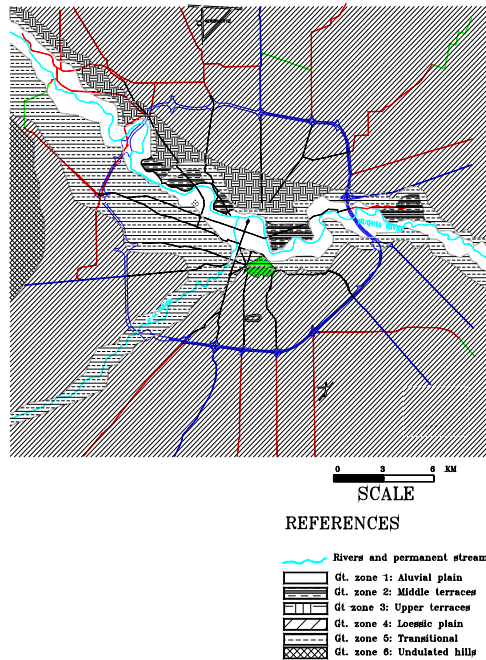 SUQUIA RIVER
0 3 6 KM
SCALE
REFERENCES
Rivers and permanent stream
Gt. zone 1: Aluvial plain
Gt. zone 2: Middle terraces
Gt zone 3: Upper terraces
Gt. zone 4: Loessic plain
Gt. zone 5: Transitional
Gt. zone 6: Undulated hills